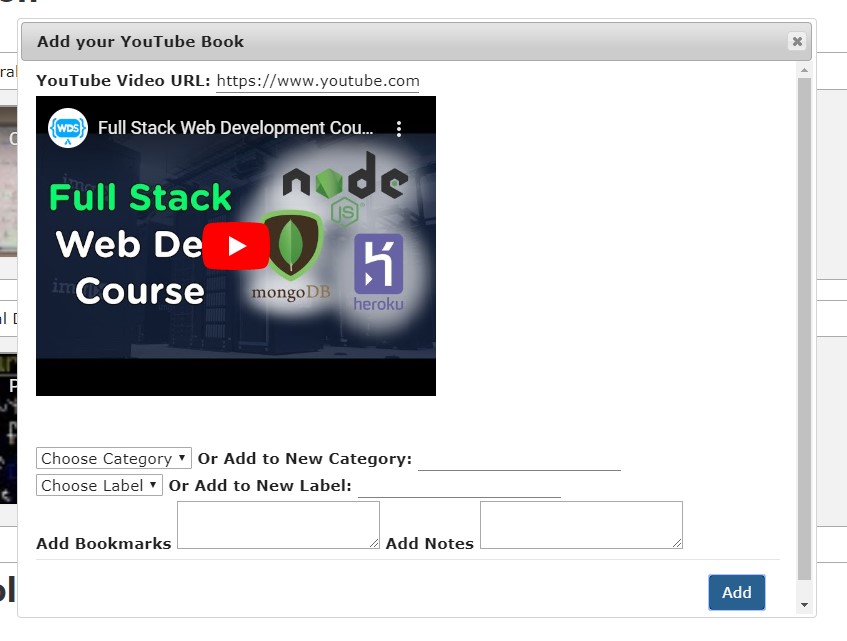 Add your YouTube Book
YouTube Video URL: https://www.youtube.com
WDS
Full Stack Web Development Cou...
node
JS
Full Stack
Web De
Course
mongoDB
heroku
Choose Category Or Add to New Category:
Choose Label Or Add to New Label:
Add Bookmarks Add Notes
Add